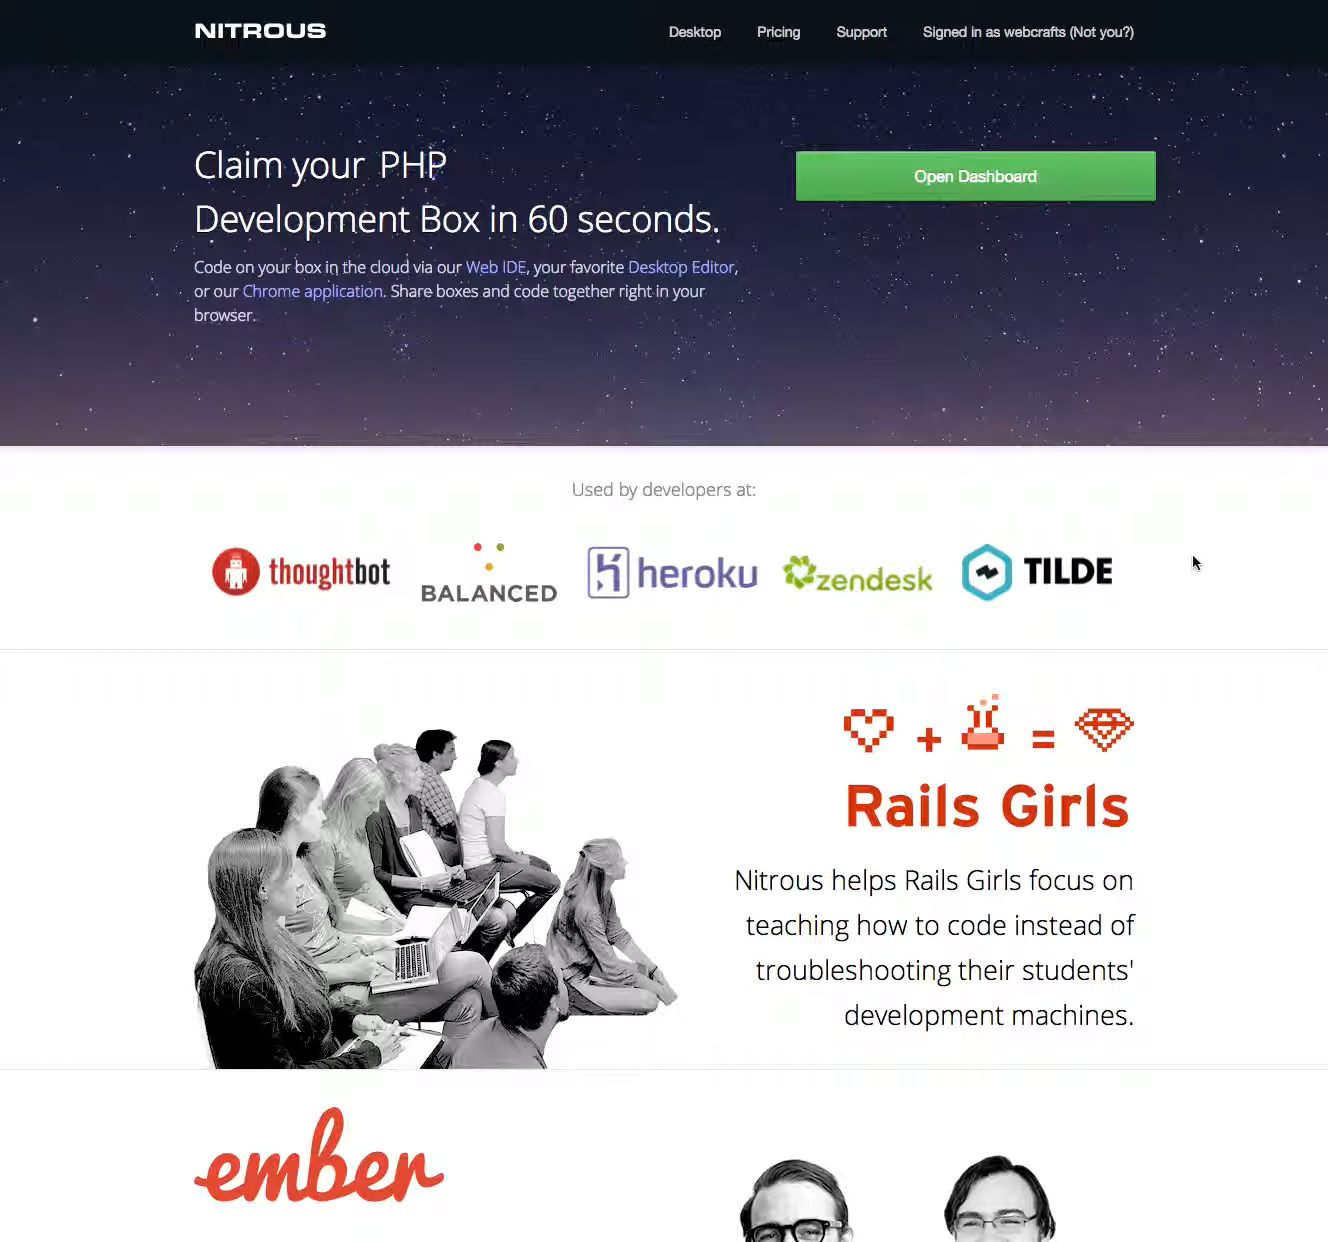 NITROUS
Desktop Pricing Support Signed in as webcrafts (Not you?)
Claim your PHP
Development Box in 60 seconds.
Open Dashboard
Code on your box in the cloud via our Web IDE, your favorite Desktop Editor,
or our Chrome application. Share boxes and code together right in your
browser.
Used by developers at:
thoughtbot
BALANCED
heroku
zendesk
TILDE
+ =
Rails Girls
Nitrous helps Rails Girls focus on
teaching how to code instead of
troubleshooting their students'
development machines.
ember